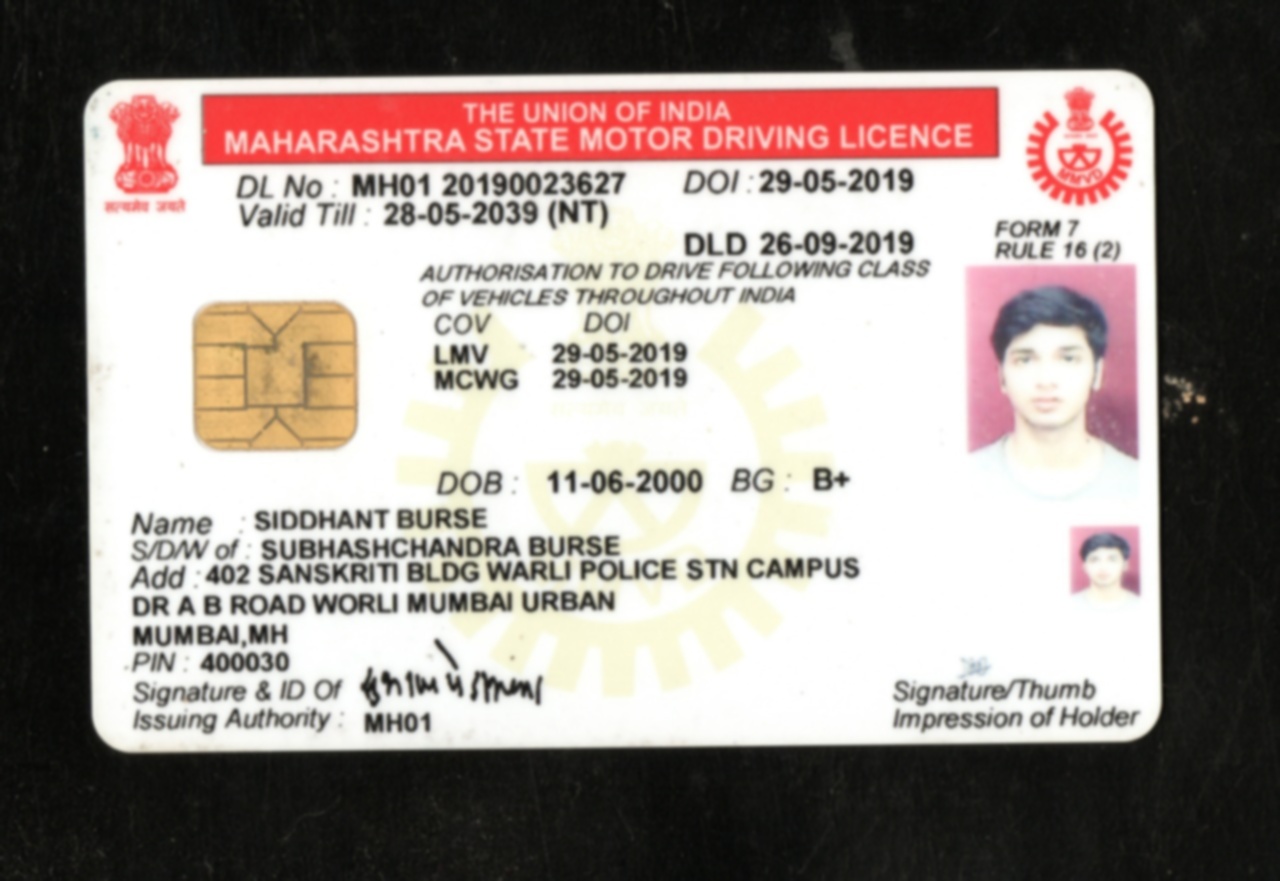 THE UNION OF INDIA
MAHARASHTRA STATE MOTOR DRIVING LICENCE
सत्यमेव जयते
MMVD
DL No : MH01 20190023627 DOI : 29-05-2019
Valid Till : 28-05-2039 (NT)
DLD 26-09-2019
FORM 7
RULE 16 (2)
AUTHORISATION TO DRIVE FOLLOWING CLASS
OF VEHICLES THROUGHOUT INDIA
COV DOI
LMV 29-05-2019
MCWG 29-05-2019
DOB : 11-06-2000 BG : B+
Name : SIDDHANT BURSE
S/D/W of : SUBHASHCHANDRA BURSE
Add : 402 SANSKRITI BLDG WARLI POLICE STN CAMPUS
DR A B ROAD WORLI MUMBAI URBAN
MUMBAI,MH
PIN : 400030
Signature & ID Of
Issuing Authority : MH01
Signature/Thumb
Impression of Holder